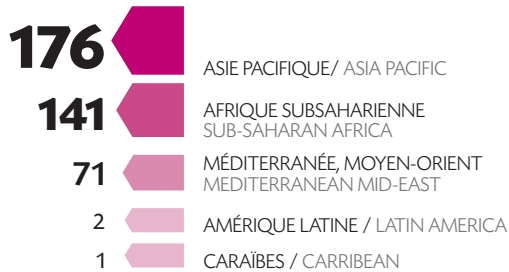 176 ASIE PACIFIQUE/ ASIA PACIFIC
141 AFRIQUE SUBSAHARIENNE
SUB-SAHARAN AFRICA
71 MÉDITERRANÉE, MOYEN-ORIENT
MEDITERRANEAN MID-EAST
2 AMÉRIQUE LATINE / LATIN AMERICA
1 CARAÏBES / CARRIBEAN